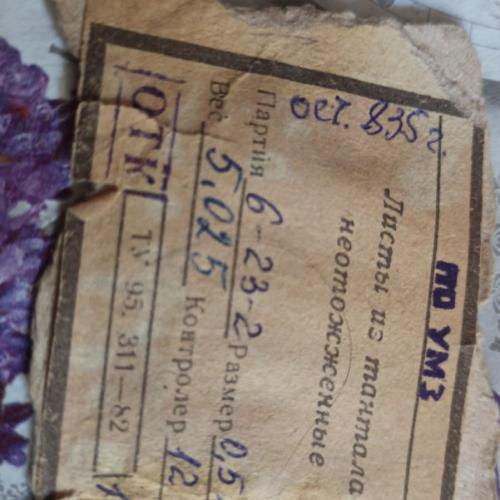 ПО УМЗ
Листы из тантала
неотожженные
ост. 835 г.
Партія 6-23-2 Размер 0,5
Вес 5,025 Контролер 12
ОТК ТУ 95. 311—82